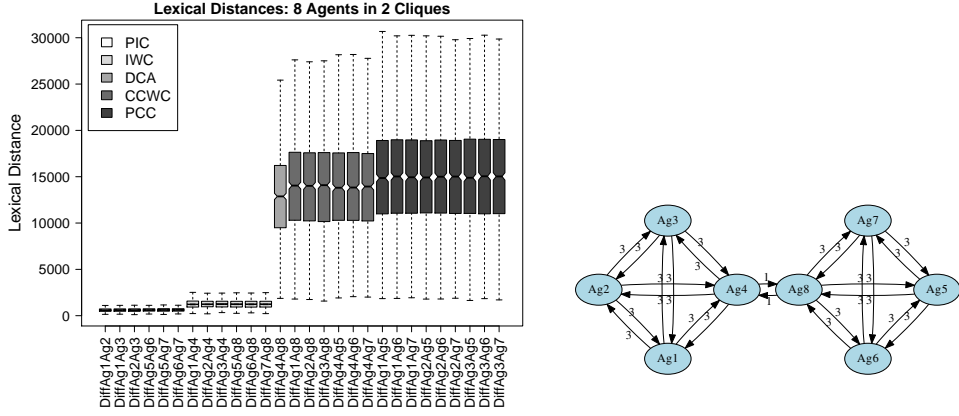 Lexical Distances: 8 Agents in 2 Cliques
Lexical Distance
30000
25000
20000
15000
10000
5000
0
PIC
IWC
DCA
CCWC
PCC
DiffAg1Ag2
DiffAg1Ag3
DiffAg2Ag3
DiffAg5Ag6
DiffAg5Ag7
DiffAg6Ag7
DiffAg1Ag4
DiffAg2Ag4
DiffAg3Ag4
DiffAg5Ag8
DiffAg6Ag8
DiffAg7Ag8
DiffAg4Ag8
DiffAg1Ag8
DiffAg2Ag8
DiffAg3Ag8
DiffAg4Ag5
DiffAg4Ag6
DiffAg4Ag7
DiffAg1Ag5
DiffAg1Ag6
DiffAg1Ag7
DiffAg2Ag5
DiffAg2Ag6
DiffAg2Ag7
DiffAg3Ag5
DiffAg3Ag6
DiffAg3Ag7
Ag3 Ag7
3 3 3 3 3 3 3 3
3 3 1 3 3
Ag2 Ag4 Ag8 Ag5
3 3 1 3 3
3 3 3 3 3 3 3 3
Ag1 Ag6